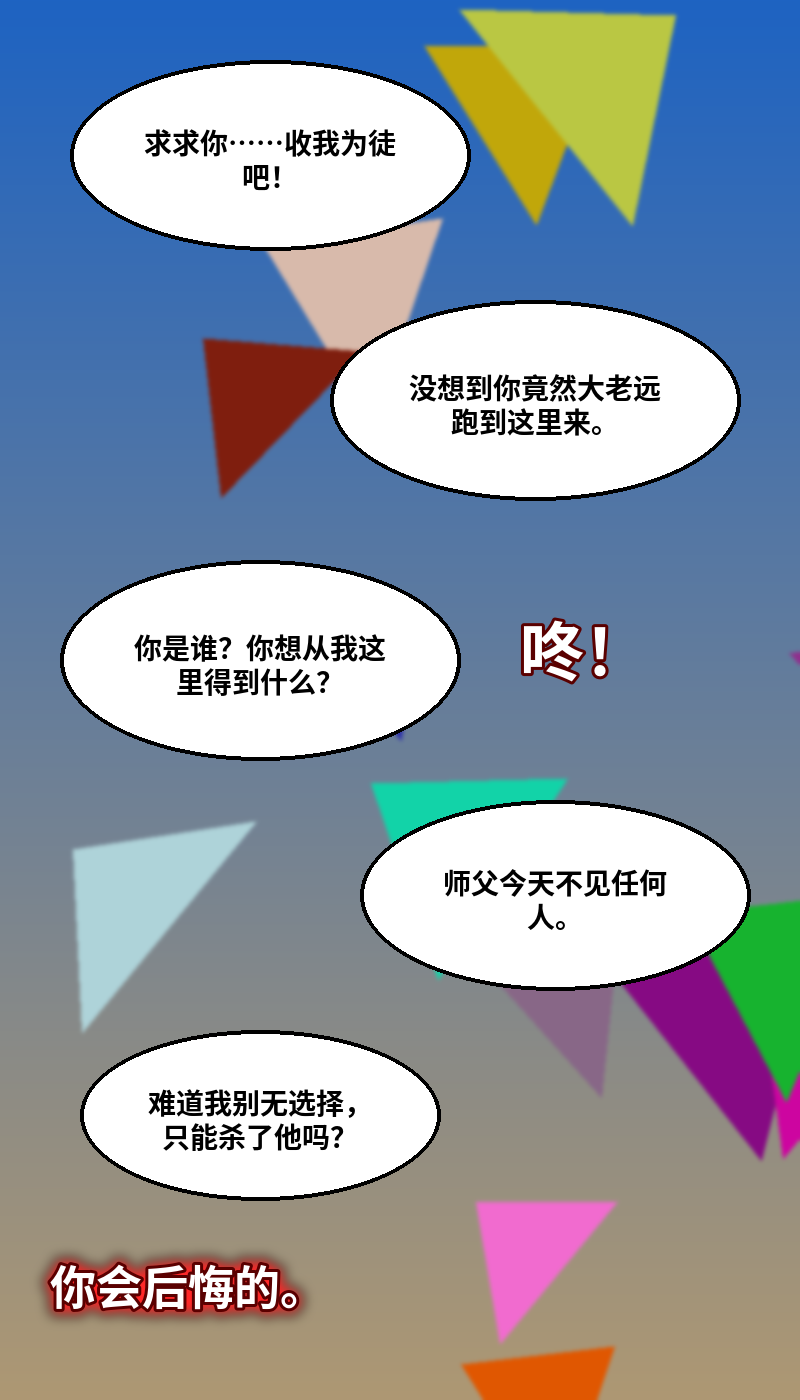 求求你……收我为徒
吧！
没想到你竟然大老远
跑到这里来。
你是谁？你想从我这
里得到什么？
咚！
师父今天不见任何
人。
难道我别无选择，
只能杀了他吗？
你会后悔的。